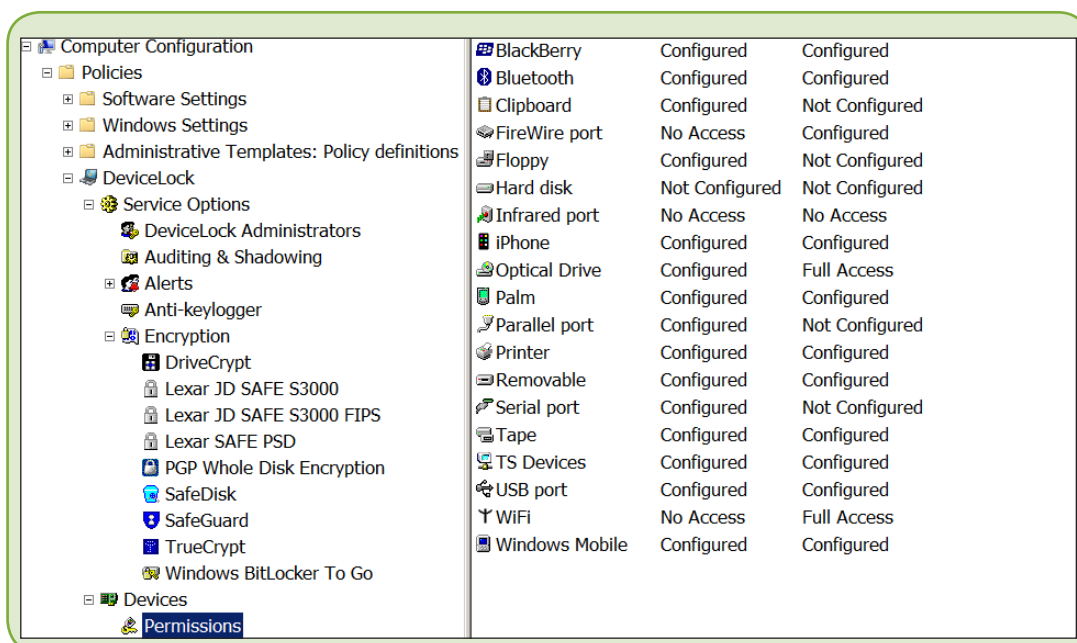 Computer Configuration
Policies
Software Settings
Windows Settings
Administrative Templates: Policy definitions
DeviceLock
Service Options
DeviceLock Administrators
Auditing & Shadowing
Alerts
Anti-keylogger
Encryption
DriveCrypt
Lexar JD SAFE S3000
Lexar JD SAFE S3000 FIPS
Lexar SAFE PSD
PGP Whole Disk Encryption
SafeDisk
SafeGuard
TrueCrypt
Windows BitLocker To Go
Devices
Permissions
BlackBerry Configured Configured
Bluetooth Configured Configured
Clipboard Configured Not Configured
FireWire port No Access Configured
Floppy Configured Not Configured
Hard disk Not Configured Not Configured
Infrared port No Access No Access
iPhone Configured Configured
Optical Drive Configured Full Access
Palm Configured Configured
Parallel port Configured Not Configured
Printer Configured Configured
Removable Configured Configured
Serial port Configured Not Configured
Tape Configured Configured
TS Devices Configured Configured
USB port Configured Configured
WiFi No Access Full Access
Windows Mobile Configured Configured